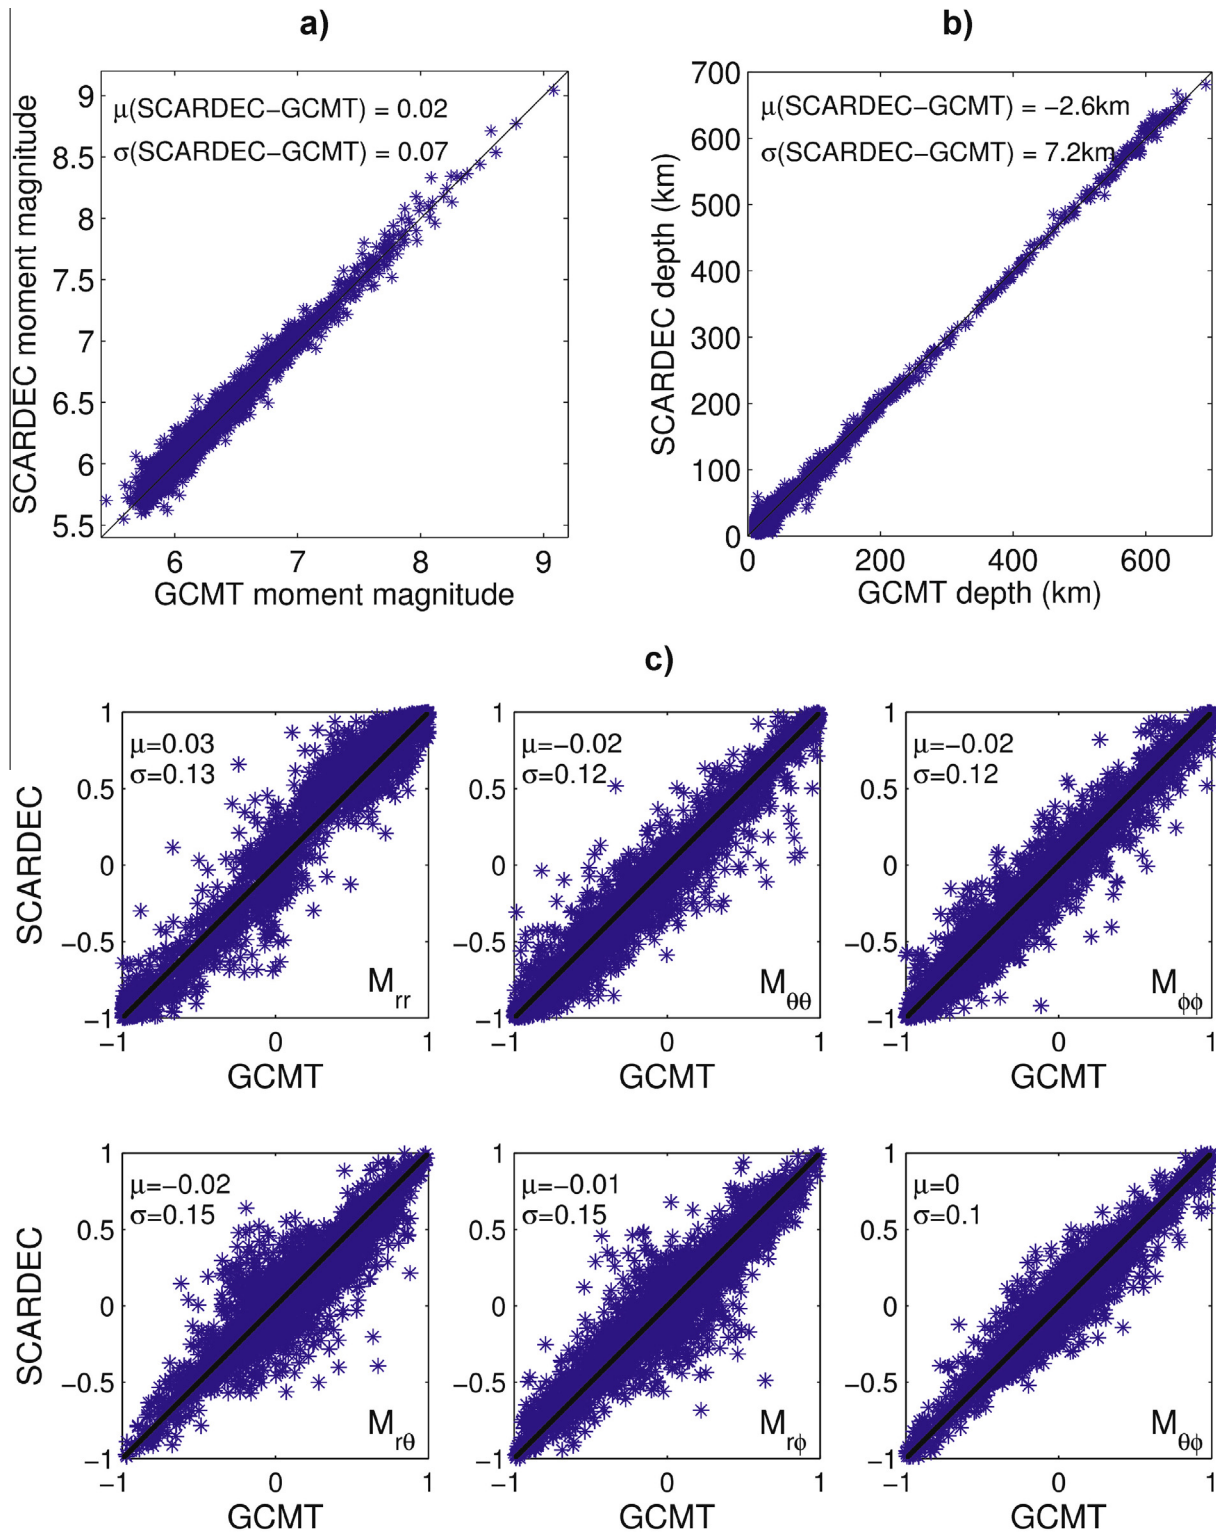 a)
μ(SCARDEC−GCMT) = 0.02
σ(SCARDEC−GCMT) = 0.07
SCARDEC moment magnitude
9
8.5
8
7.5
7
6.5
6
5.5
6 7 8 9
GCMT moment magnitude
b)
μ(SCARDEC−GCMT) = −2.6km
σ(SCARDEC−GCMT) = 7.2km
SCARDEC depth (km)
700
600
500
400
300
200
100
0
0 200 400 600
GCMT depth (km)
c)
SCARDEC
1
0.5
0
−0.5
−1
μ=0.03
σ=0.13
Mrr
−1 0 1
GCMT
1
0.5
0
−0.5
−1
μ=−0.02
σ=0.12
Mθθ
−1 0 1
GCMT
1
0.5
0
−0.5
−1
μ=−0.02
σ=0.12
Mϕϕ
−1 0 1
GCMT
SCARDEC
1
0.5
0
−0.5
−1
μ=−0.02
σ=0.15
Mrθ
−1 0 1
GCMT
1
0.5
0
−0.5
−1
μ=−0.01
σ=0.15
Mrϕ
−1 0 1
GCMT
1
0.5
0
−0.5
−1
μ=0
σ=0.1
Mθϕ
−1 0 1
GCMT